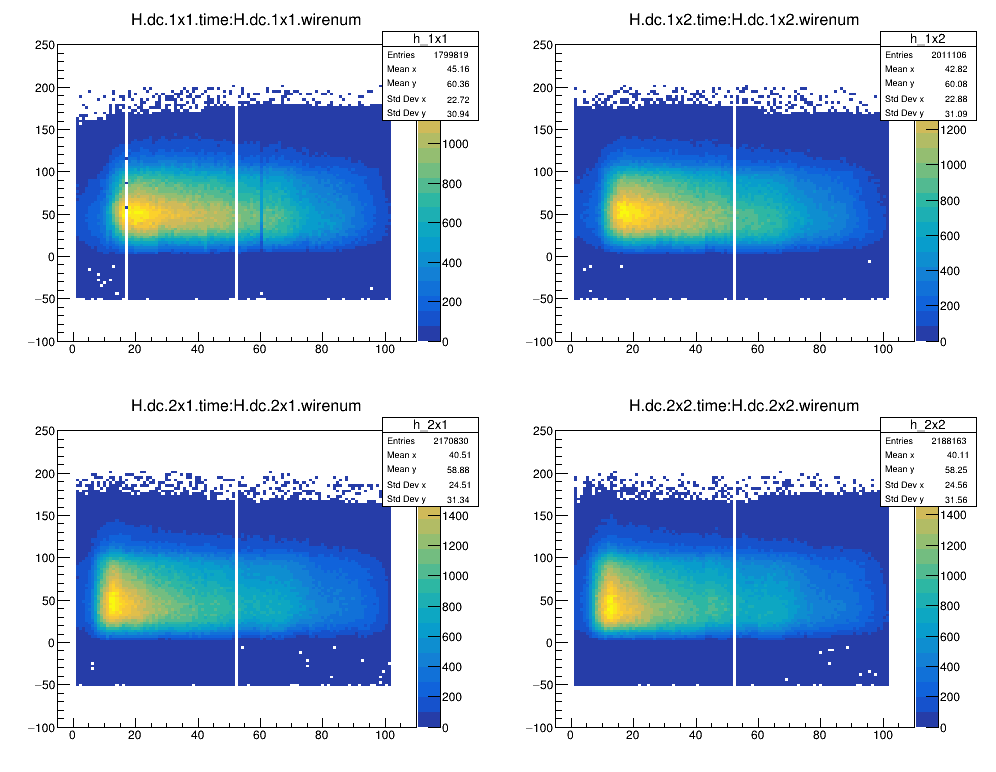 H.dc.1x1.time:H.dc.1x1.wirenum
h_1x1
Entries 1799819
Mean x 45.16
Mean y 60.36
Std Dev x 22.72
Std Dev y 30.94
250
200
150
100
50
0
−50
−100
0 20 40 60 80 100
1000
800
600
400
200
0
H.dc.1x2.time:H.dc.1x2.wirenum
h_1x2
Entries 2011106
Mean x 42.82
Mean y 60.08
Std Dev x 22.88
Std Dev y 31.09
250
200
150
100
50
0
−50
−100
0 20 40 60 80 100
1200
1000
800
600
400
200
0
H.dc.2x1.time:H.dc.2x1.wirenum
h_2x1
Entries 2170830
Mean x 40.51
Mean y 58.88
Std Dev x 24.51
Std Dev y 31.34
250
200
150
100
50
0
−50
−100
0 20 40 60 80 100
1400
1200
1000
800
600
400
200
0
H.dc.2x2.time:H.dc.2x2.wirenum
h_2x2
Entries 2188163
Mean x 40.11
Mean y 58.25
Std Dev x 24.56
Std Dev y 31.56
250
200
150
100
50
0
−50
−100
0 20 40 60 80 100
1400
1200
1000
800
600
400
200
0